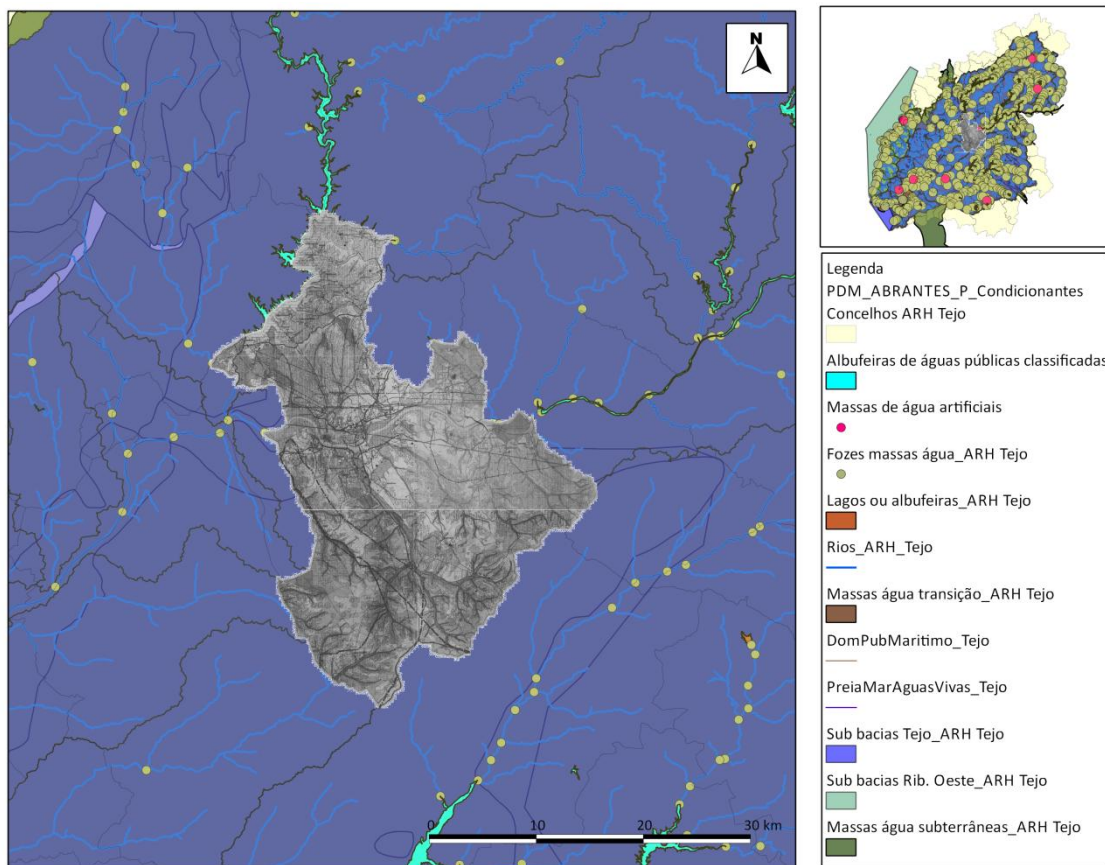 N
0 10 20 30 km
Legenda
PDM_ABRANTES_P_Condicionantes
Concelhos ARH Tejo
Albufeiras de águas públicas classificadas
Massas de água artificiais
Fozes massas água_ARH Tejo
Lagos ou albufeiras_ARH Tejo
Rios_ARH_Tejo
Massas água transição_ARH Tejo
DomPubMaritimo_Tejo
PreiaMarAguasVivas_Tejo
Sub bacias Tejo_ARH Tejo
Sub bacias Rib. Oeste_ARH Tejo
Massas água subterrâneas_ARH Tejo